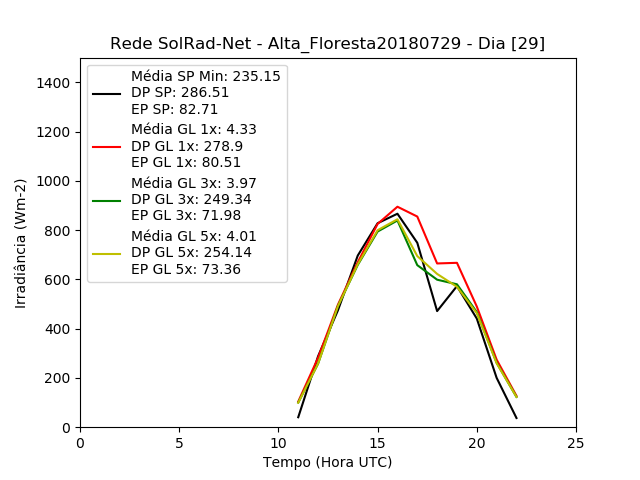 Rede SolRad-Net - Alta_Floresta20180729 - Dia [29]
Média SP Min: 235.15
DP SP: 286.51
EP SP: 82.71
Média GL 1x: 4.33
DP GL 1x: 278.9
EP GL 1x: 80.51
Média GL 3x: 3.97
DP GL 3x: 249.34
EP GL 3x: 71.98
Média GL 5x: 4.01
DP GL 5x: 254.14
EP GL 5x: 73.36
Irradiância (Wm-2)
1400
1200
1000
800
600
400
200
0
0 5 10 15 20 25
Tempo (Hora UTC)